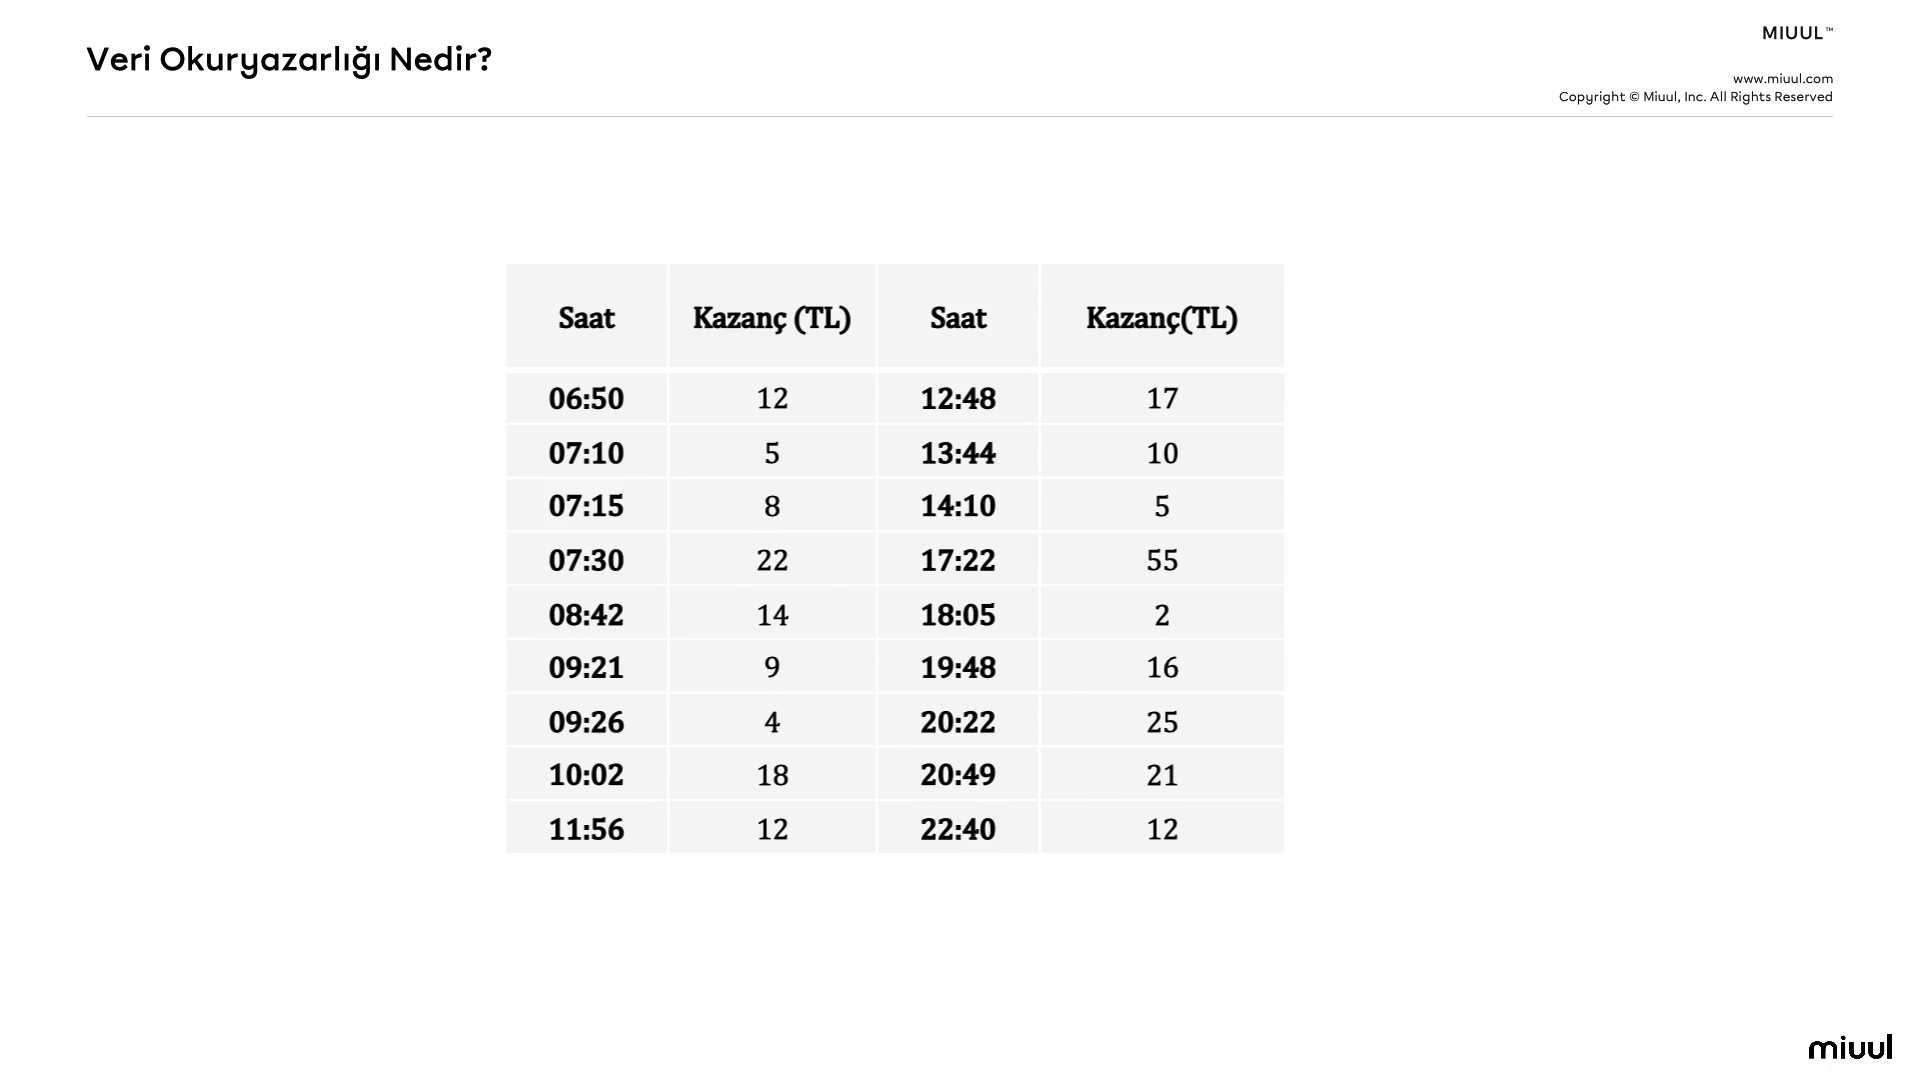 Veri Okuryazarlığı Nedir?
MIUUL™
www.miuul.com
Copyright © Miuul, Inc. All Rights Reserved
Saat Kazanç (TL) Saat Kazanç(TL)
06:50 12 12:48 17
07:10 5 13:44 10
07:15 8 14:10 5
07:30 22 17:22 55
08:42 14 18:05 2
09:21 9 19:48 16
09:26 4 20:22 25
10:02 18 20:49 21
11:56 12 22:40 12
miuul